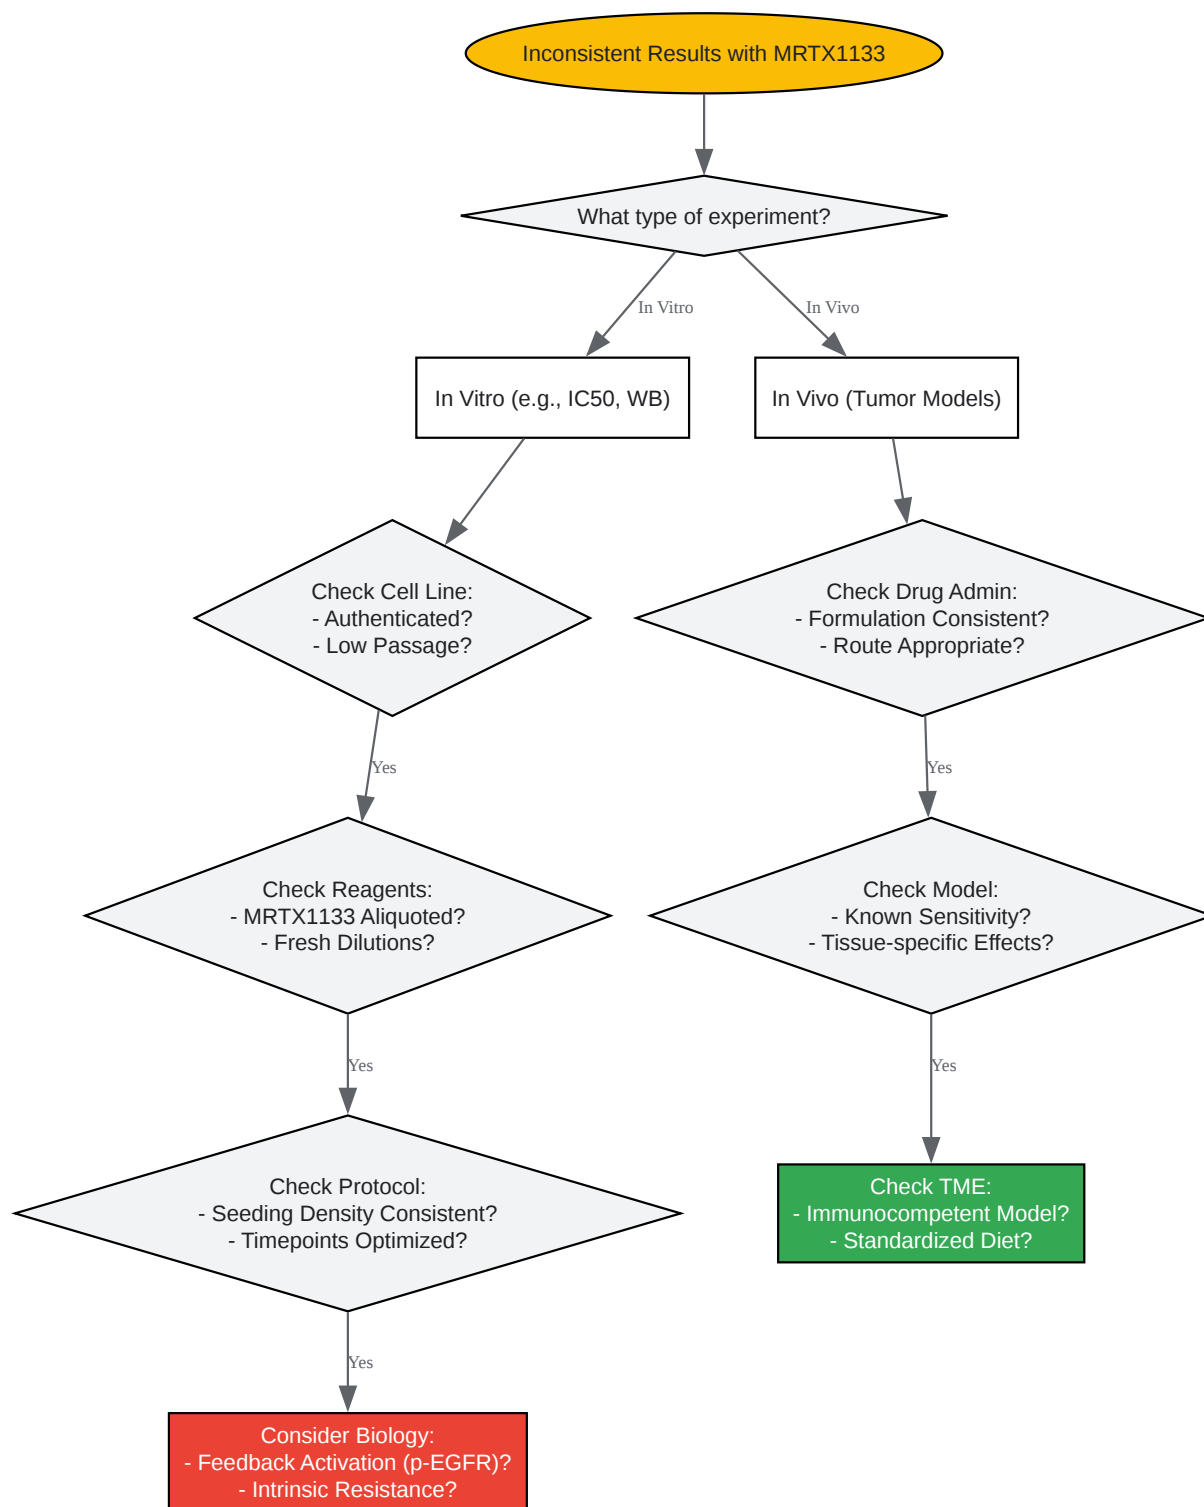 Inconsistent Results with MRTX1133
What type of experiment?
In Vitro
In Vivo
In Vitro (e.g., IC50, WB)
In Vivo (Tumor Models)
Check Cell Line:
- Authenticated?
- Low Passage?
Check Drug Admin:
- Formulation Consistent?
- Route Appropriate?
Yes
Yes
Check Reagents:
- MRTX1133 Aliquoted?
- Fresh Dilutions?
Check Model:
- Known Sensitivity?
- Tissue-specific Effects?
Yes
Yes
Check Protocol:
- Seeding Density Consistent?
- Timepoints Optimized?
Check TME:
- Immunocompetent Model?
- Standardized Diet?
Yes
Consider Biology:
- Feedback Activation (p-EGFR)?
- Intrinsic Resistance?